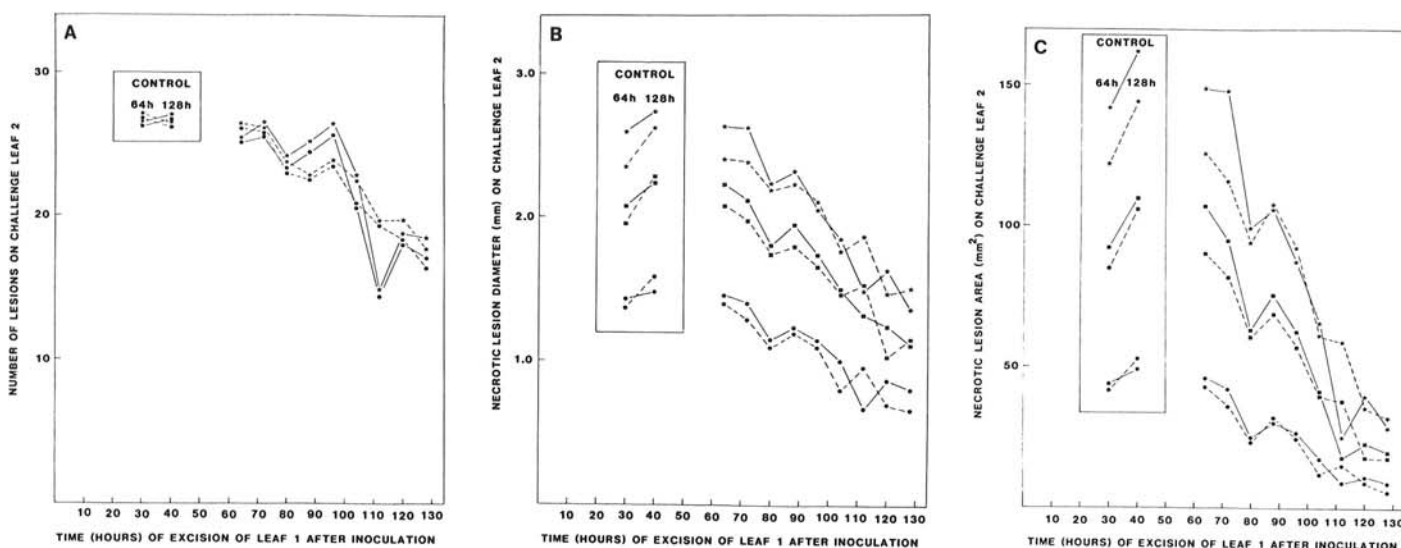 A
NUMBER OF LESIONS ON CHALLENGE LEAF 2
30
20
10
CONTROL
64h 128h
10 20 30 40 50 60 70 80 90 100 110 120 130
TIME (HOURS) OF EXCISION OF LEAF 1 AFTER INOCULATION
B
NECROTIC LESION DIAMETER (mm) ON CHALLENGE LEAF 2
3.0
2.0
1.0
CONTROL
64h 128h
10 20 30 40 50 60 70 80 90 100 110 120 130
TIME (HOURS) OF EXCISION OF LEAF 1 AFTER INOCULATION
C
NECROTIC LESION AREA (mm²) ON CHALLENGE LEAF 2
150
100
50
CONTROL
64h 128h
10 20 30 40 50 60 70 80 90 100 110 120 130
TIME (HOURS) OF EXCISION OF LEAF 1 AFTER INOCULATION